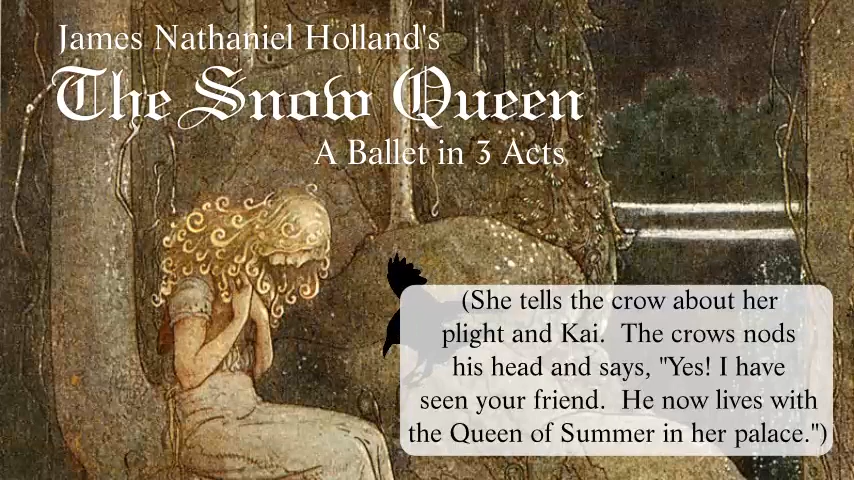 James Nathaniel Holland's
The Snow Queen
A Ballet in 3 Acts
(She tells the crow about her
plight and Kai. The crows nods
his head and says, "Yes! I have
seen your friend. He now lives with
the Queen of Summer in her palace.")